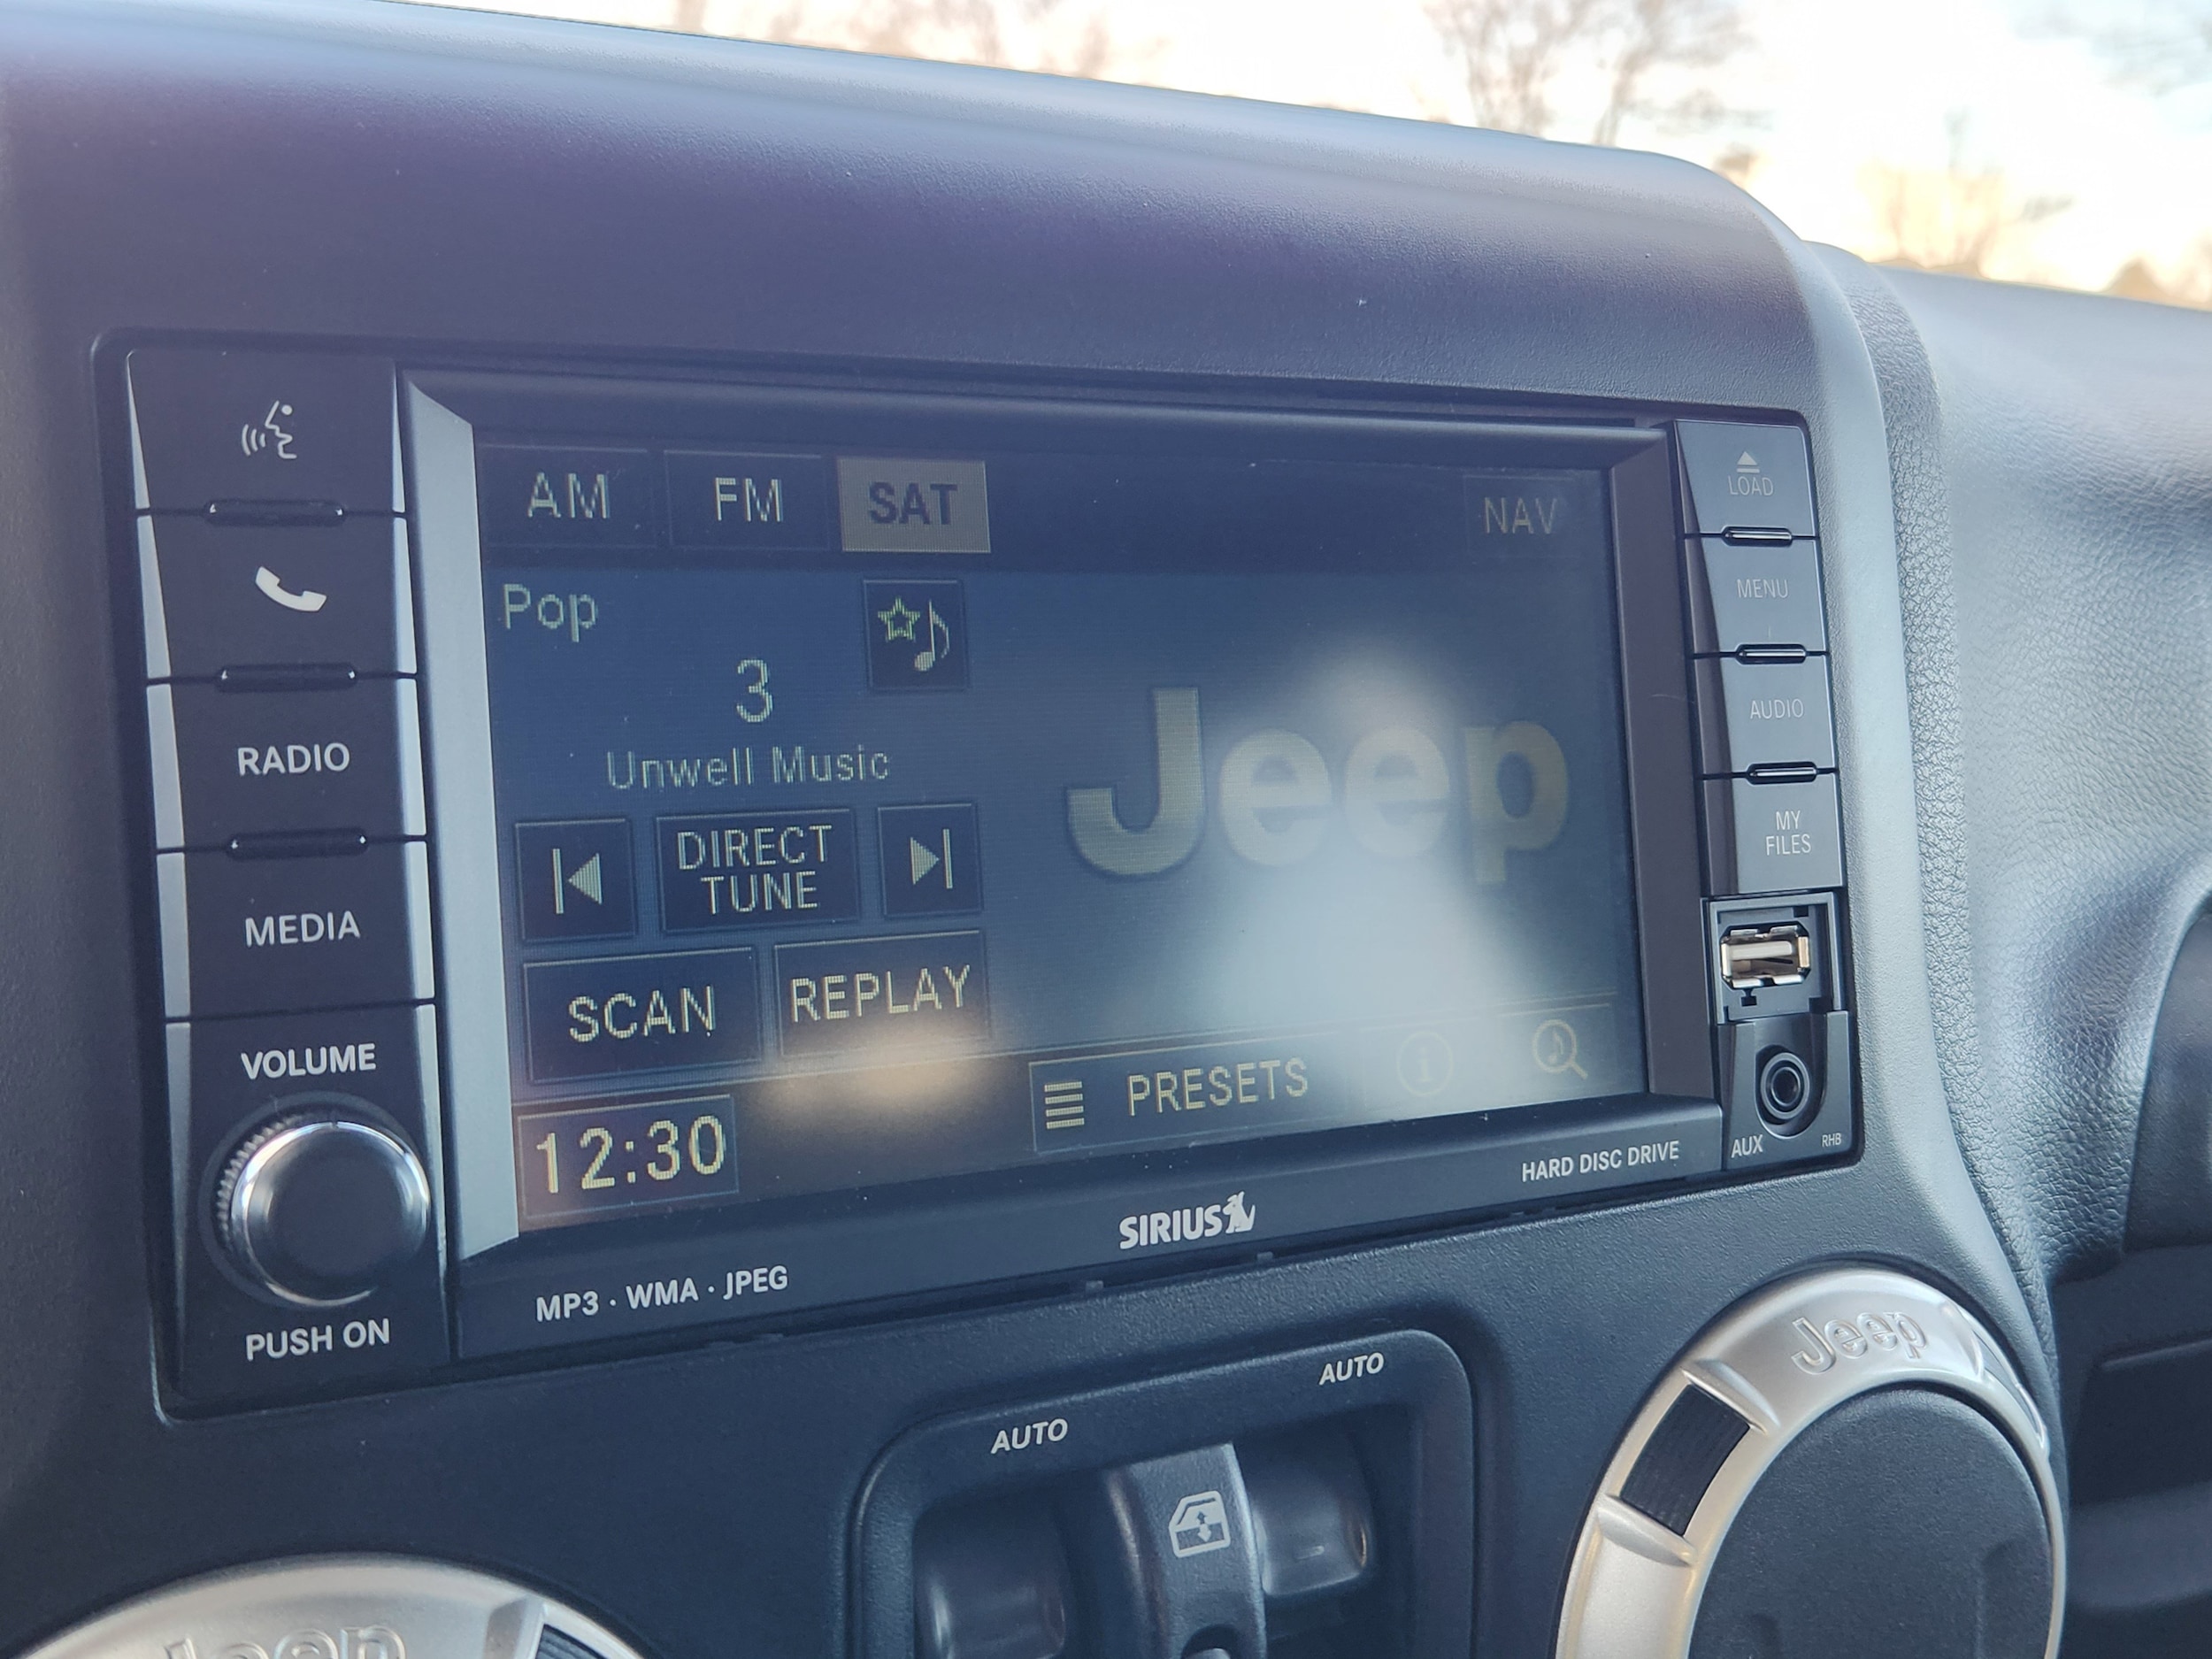 AM
FM
SAT
NAV
Pop
3
Unwell Music
DIRECT
TUNE
SCAN
REPLAY
12:30
PRESETS
Jeep
RADIO
MEDIA
VOLUME
PUSH ON
LOAD
MENU
AUDIO
MY
FILES
AUX
RHB
HARD DISC DRIVE
SIRIUS
MP3 · WMA · JPEG
AUTO
AUTO
Jeep
Jeep